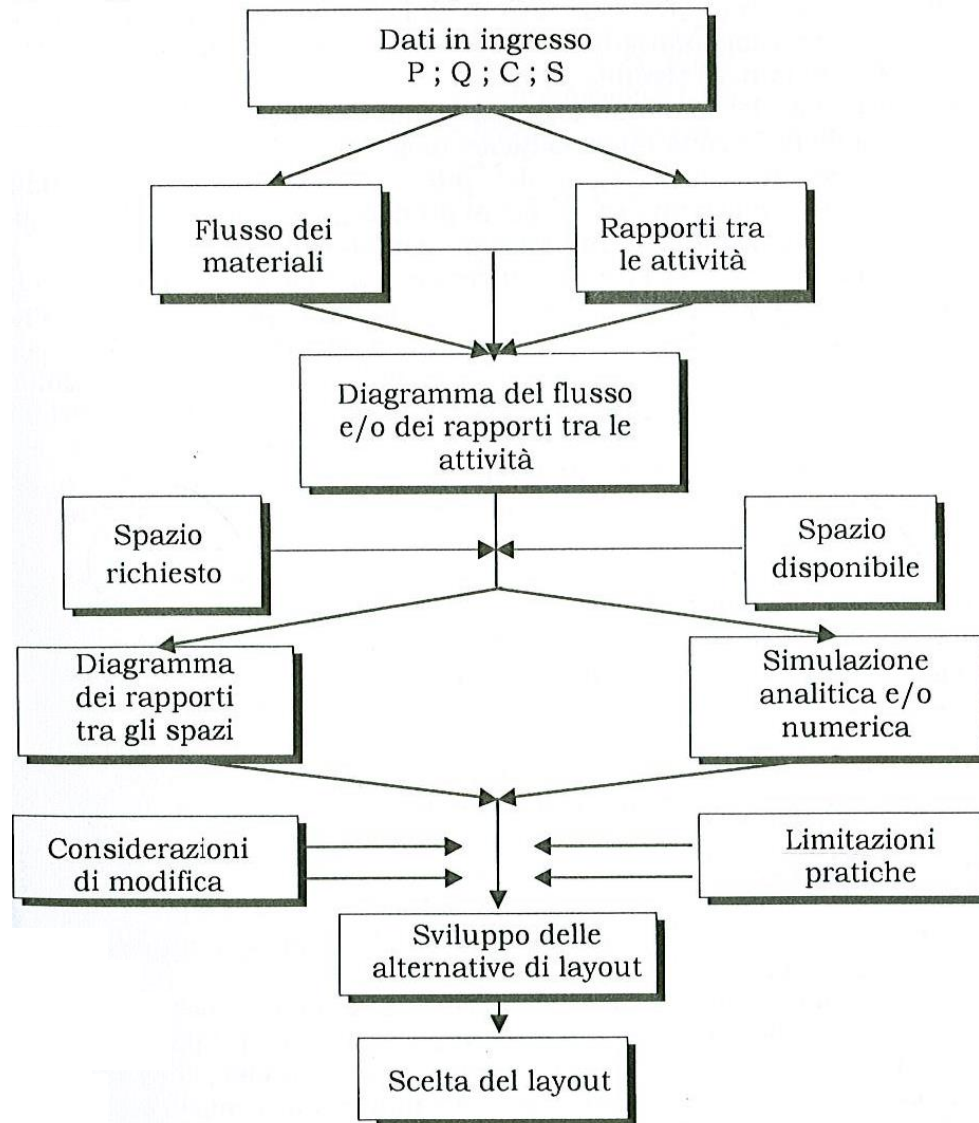 Dati in ingresso
P ; Q ; C ; S
Flusso dei
materiali
Rapporti tra
le attività
Diagramma del flusso
e/o dei rapporti tra le
attività
Spazio
richiesto
Spazio
disponibile
Diagramma
dei rapporti
tra gli spazi
Simulazione
analitica e/o
numerica
Considerazioni
di modifica
Limitazioni
pratiche
Sviluppo delle
alternative di layout
Scelta del layout